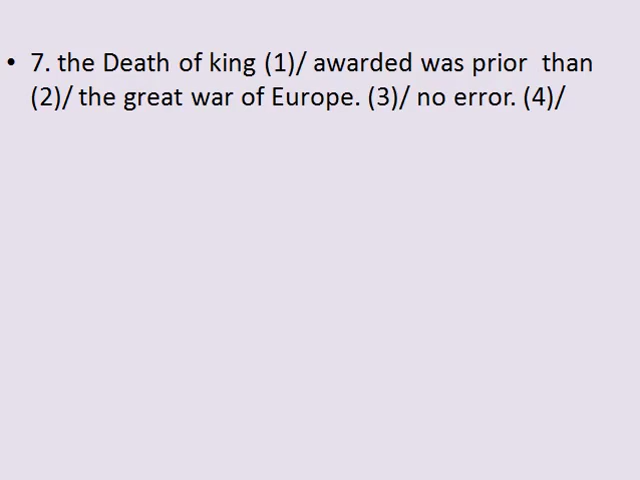 • 7. the Death of king (1)/ awarded was prior than
(2)/ the great war of Europe. (3)/ no error. (4)/